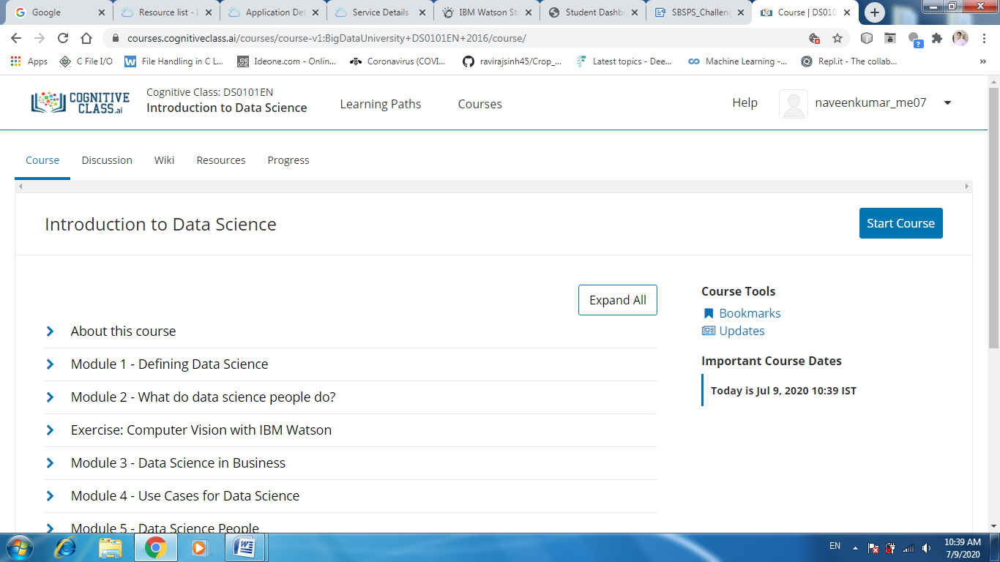 Google
Resource list - I
Application Det
Service Details
IBM Watson St
Student Dashb
SBSPS_Challen
Course | DS010
courses.cognitiveclass.ai/courses/course-v1:BigDataUniversity+DS0101EN+2016/course/
Apps
C File I/O
File Handling in C L...
Ideone.com - Onlin...
Coronavirus (COVI...
ravirajsinh45/Crop_...
Latest topics - Dee...
Machine Learning -...
Repl.it - The collab...
»
COGNITIVE
CLASS.ai
Cognitive Class: DS0101EN
Introduction to Data Science
Learning Paths
Courses
Help
naveenkumar_me07
Course
Discussion
Wiki
Resources
Progress
Introduction to Data Science
Start Course
Expand All
About this course
Module 1 - Defining Data Science
Module 2 - What do data science people do?
Exercise: Computer Vision with IBM Watson
Module 3 - Data Science in Business
Module 4 - Use Cases for Data Science
Module 5 - Data Science People
Course Tools
Bookmarks
Updates
Important Course Dates
Today is Jul 9, 2020 10:39 IST
EN
10:39 AM
7/9/2020